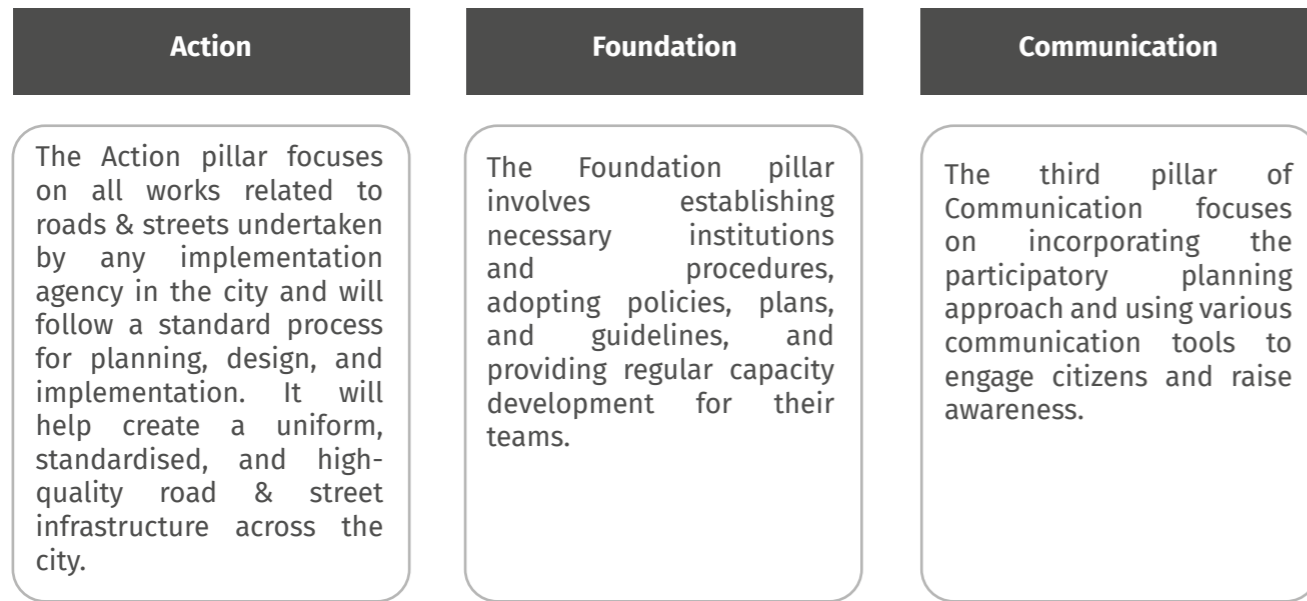 Action
The Action pillar focuses
on all works related to
roads & streets undertaken
by any implementation
agency in the city and will
follow a standard process
for planning, design, and
implementation. It will
help create a uniform,
standardised, and high-
quality road & street
infrastructure across the
city.
Foundation
The Foundation pillar
involves establishing
necessary institutions
and procedures,
adopting policies, plans,
and guidelines, and
providing regular capacity
development for their
teams.
Communication
The third pillar of
Communication focuses
on incorporating the
participatory planning
approach and using various
communication tools to
engage citizens and raise
awareness.